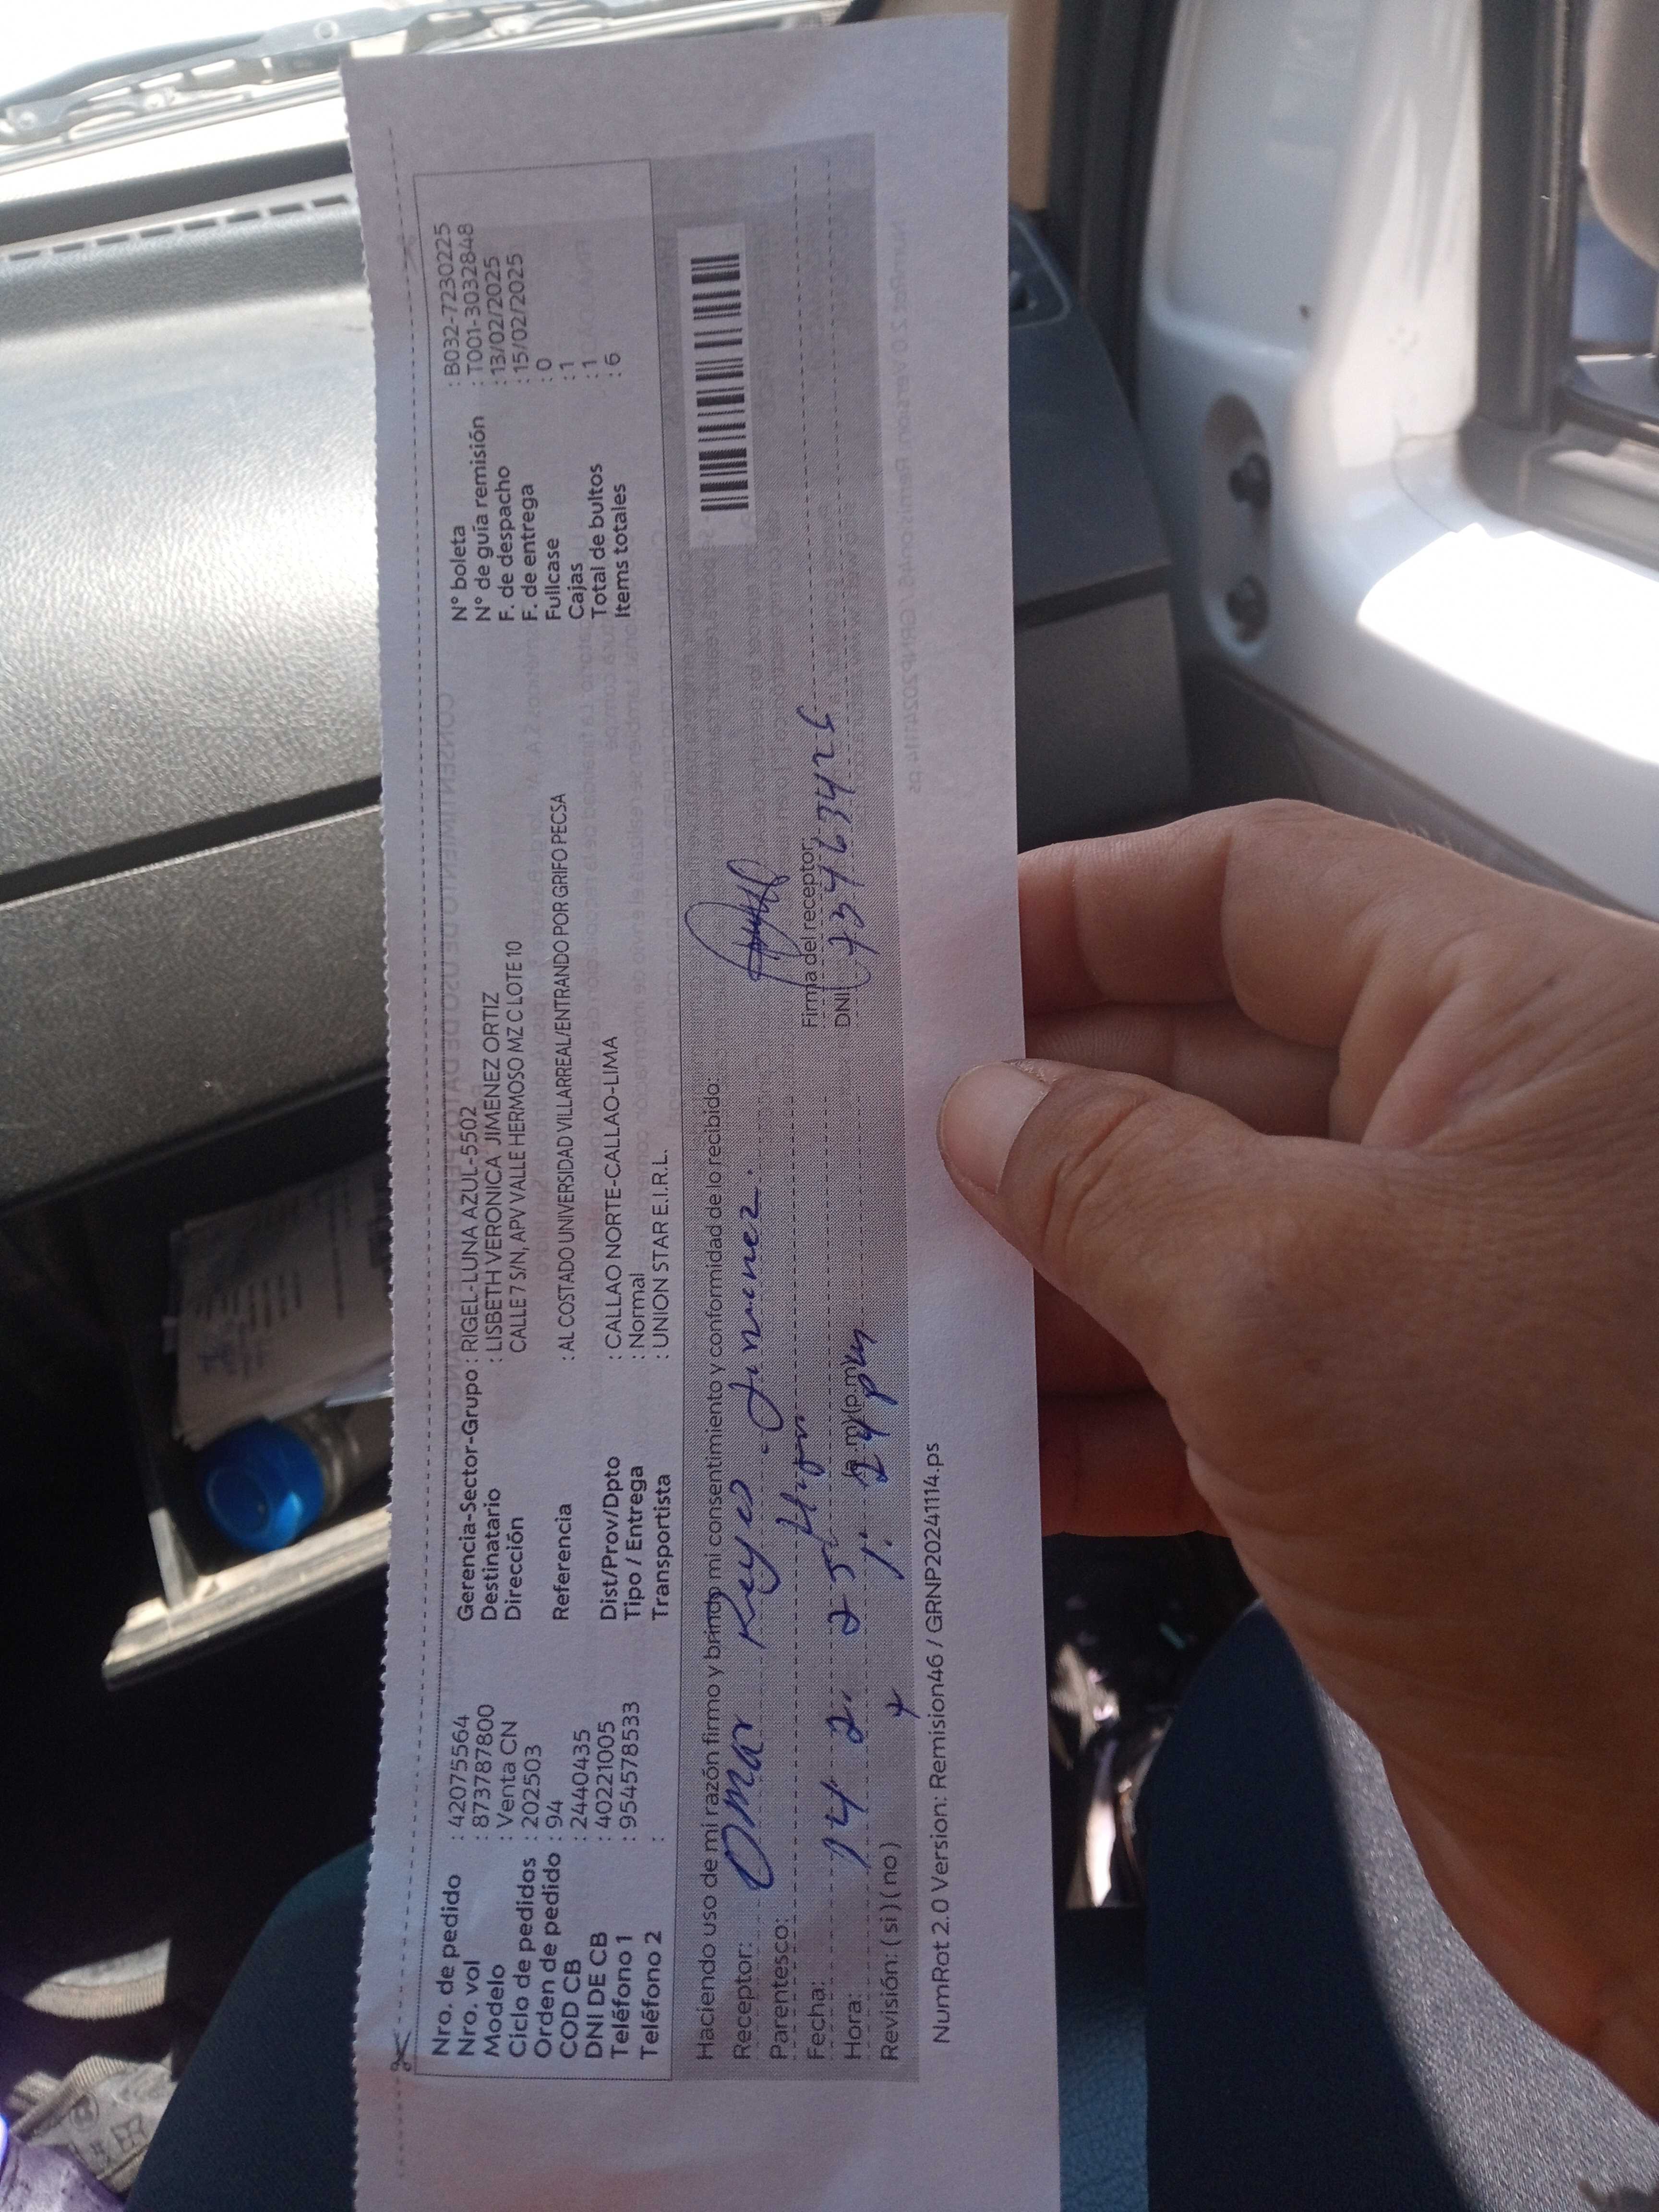 Nro. de pedido : 42075564
Nro. vol : 873787800
Modelo : Venta CN
Ciclo de pedidos : 202503
Orden de pedido : 94
COD CB : 2440435
DNI DE CB : 40221005
Teléfono 1 : 954578533
Teléfono 2 :
Gerencia-Sector-Grupo : RIGEL-LUNA AZUL-5502
Destinatario : LISBETH VERONICA JIMENEZ ORTIZ
Dirección CALLE 7 S/N, APV VALLE HERMOSO MZ C LOTE 10
Referencia : AL COSTADO UNIVERSIDAD VILLARREAL/ENTRANDO POR GRIFO PECSA
Dist/Prov/Dpto : CALLAO NORTE-CALLAO-LIMA
Tipo / Entrega : Normal
Transportista : UNION STAR E.I.R.L.
N° boleta : B032-7230225
N° de guía remisión : T001-3032848
F. de despacho : 13/02/2025
F. de entrega : 15/02/2025
Fullcase : 0
Cajas : 1
Total de bultos : 1
Items totales : 6
Haciendo uso de mi razón firmo y brindo mi consentimiento y conformidad de lo recibido:
Receptor: Omar Reyes Jimenez.
Parentesco:
Fecha: 14 2. 25
Hora: 1: 24 pm (a.m) (p.m)
Revisión: ( si ) ( no )
Firma del receptor
DNI
NumRot 2.0 Version: Remision46 / GRNP20241114.ps